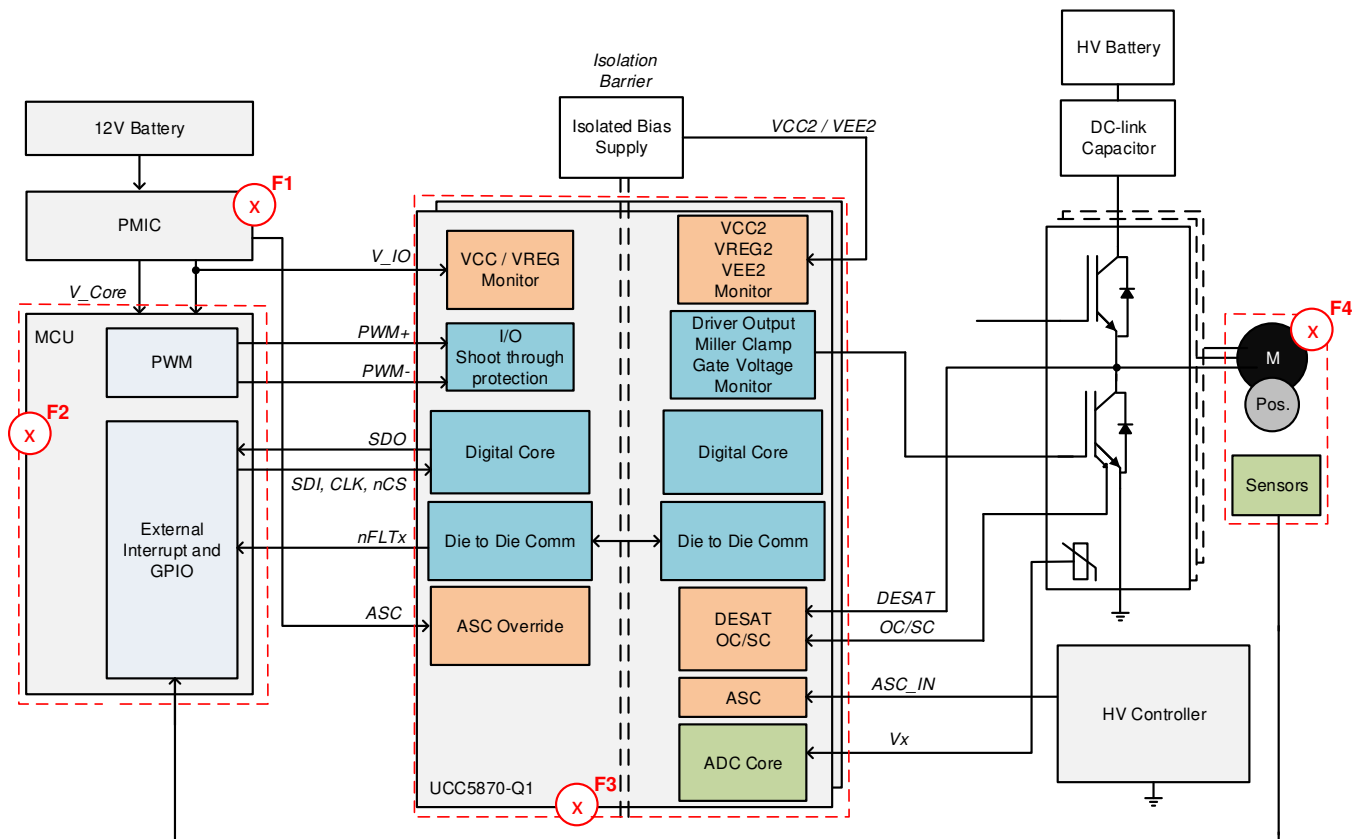 HV Battery
Isolation
Barrier
12V Battery
Isolated Bias
Supply
VCC2 / VEE2
DC-link
Capacitor
F1
X
PMIC
V_IO
VCC / VREG
Monitor
VCC2
VREG2
VEE2
Monitor
V_Core
MCU
PWM
PWM+
PWM-
I/O
Shoot through
protection
Driver Output
Miller Clamp
Gate Voltage
Monitor
F4
X
M
Pos.
F2
X
SDO
SDI, CLK, nCS
Digital Core
Digital Core
Sensors
External
Interrupt and
GPIO
nFLTx
Die to Die Comm
Die to Die Comm
ASC
ASC Override
DESAT
OC/SC
DESAT
OC/SC
ASC
ASC_IN
HV Controller
Vx
ADC Core
UCC5870-Q1
F3
X